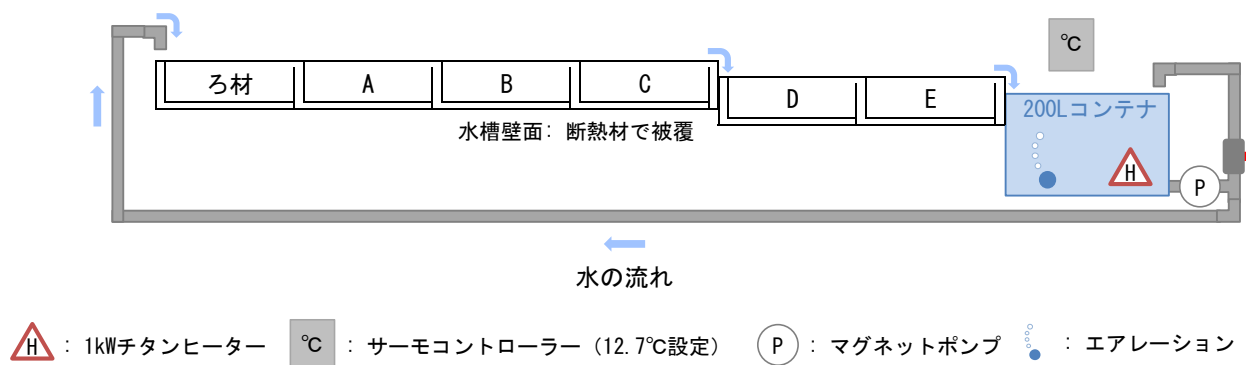 ℃
ろ材 A B C D E
200Lコンテナ
水槽壁面: 断熱材で被覆
H
P
水の流れ
H : 1kWチタンヒーター ℃ : サーモコントローラー (12.7℃設定) P : マグネットポンプ : エアレーション